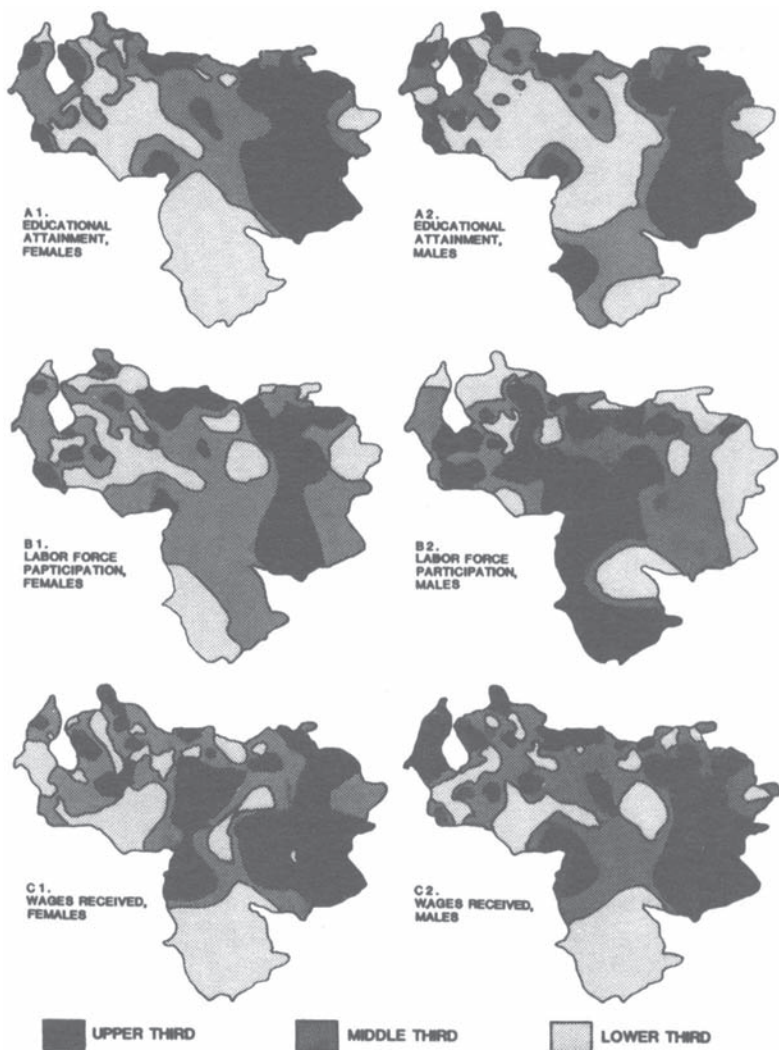 A1.
EDUCATIONAL
ATTAINMENT,
FEMALES
A2.
EDUCATIONAL
ATTAINMENT,
MALES
B1.
LABOR FORCE
PAPTICIPATION,
FEMALES
B2.
LABOR FORCE
PARTICIPATION,
MALES
C1.
WAGES RECEIVED,
FEMALES
C2.
WAGES RECEIVED,
MALES
UPPER THIRD
MIDDLE THIRD
LOWER THIRD